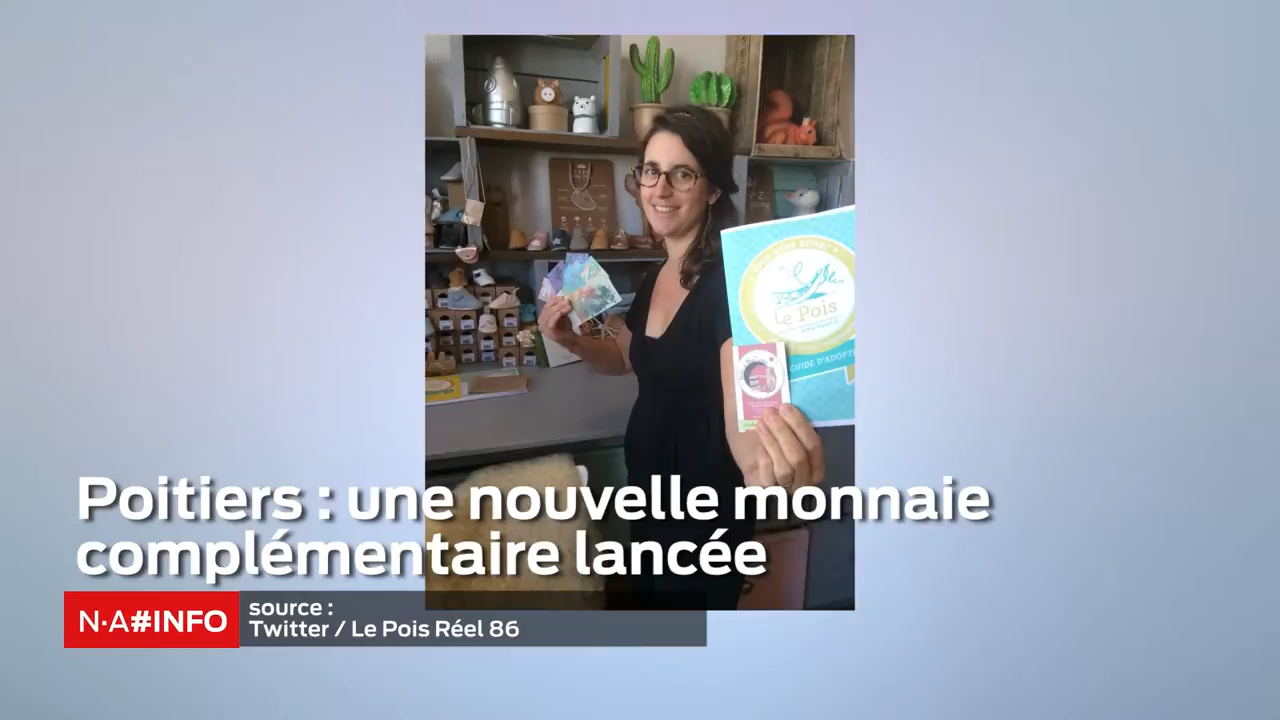 Le Pois
GUIDE D'ADOPT
Poitiers : une nouvelle monnaie
complémentaire lancée
N·A#INFO
source :
Twitter / Le Pois Réel 86